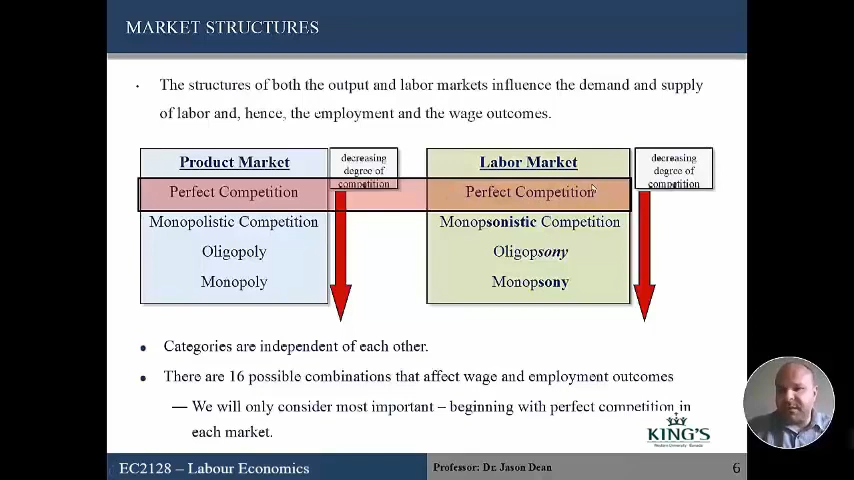 MARKET STRUCTURES
• The structures of both the output and labor markets influence the demand and supply
of labor and, hence, the employment and the wage outcomes.
Product Market
Perfect Competition
Monopolistic Competition
Oligopoly
Monopoly
decreasing
degree of
competition
Labor Market
Perfect Competition
Monopsonistic Competition
Oligopsony
Monopsony
decreasing
degree of
competition
• Categories are independent of each other.
• There are 16 possible combinations that affect wage and employment outcomes
— We will only consider most important – beginning with perfect competition in
each market.
KING'S
EC2128 – Labour Economics
Professor: Dr. Jason Dean
6